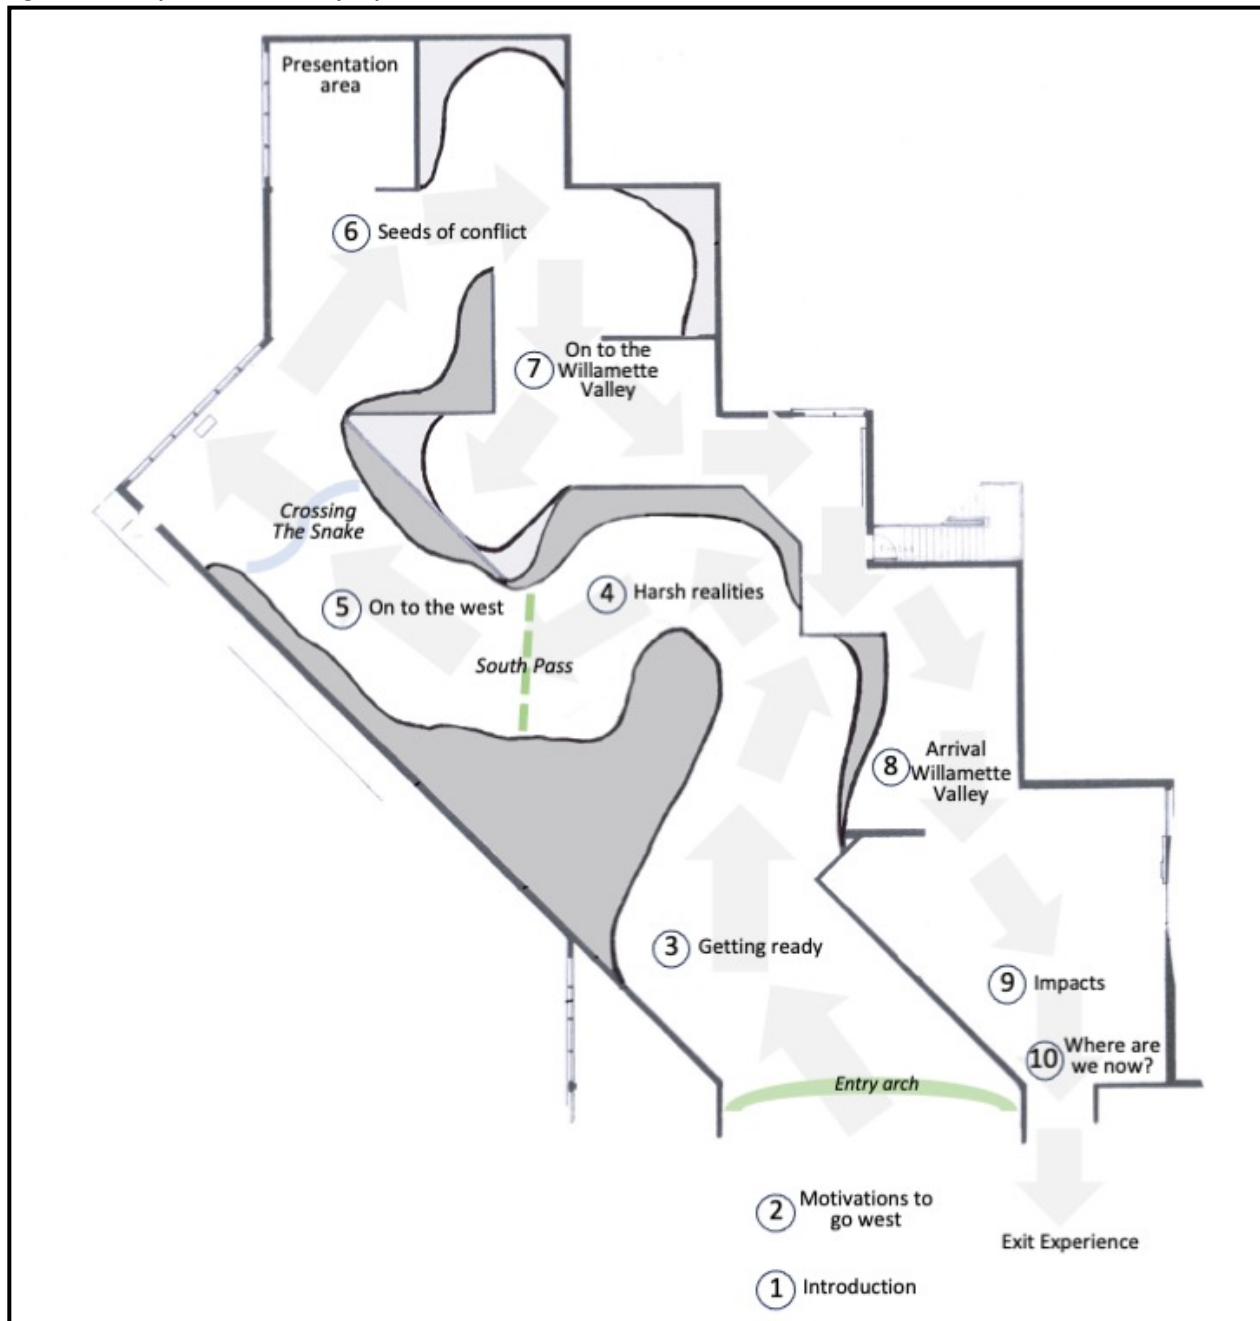 Presentation
area
6 Seeds of conflict
7 On to the
Willamette
Valley
Crossing
The Snake
5 On to the west
4 Harsh realities
South Pass
8 Arrival
Willamette
Valley
3 Getting ready
9 Impacts
10 Where are
we now?
Entry arch
2 Motivations to
go west
Exit Experience
1 Introduction